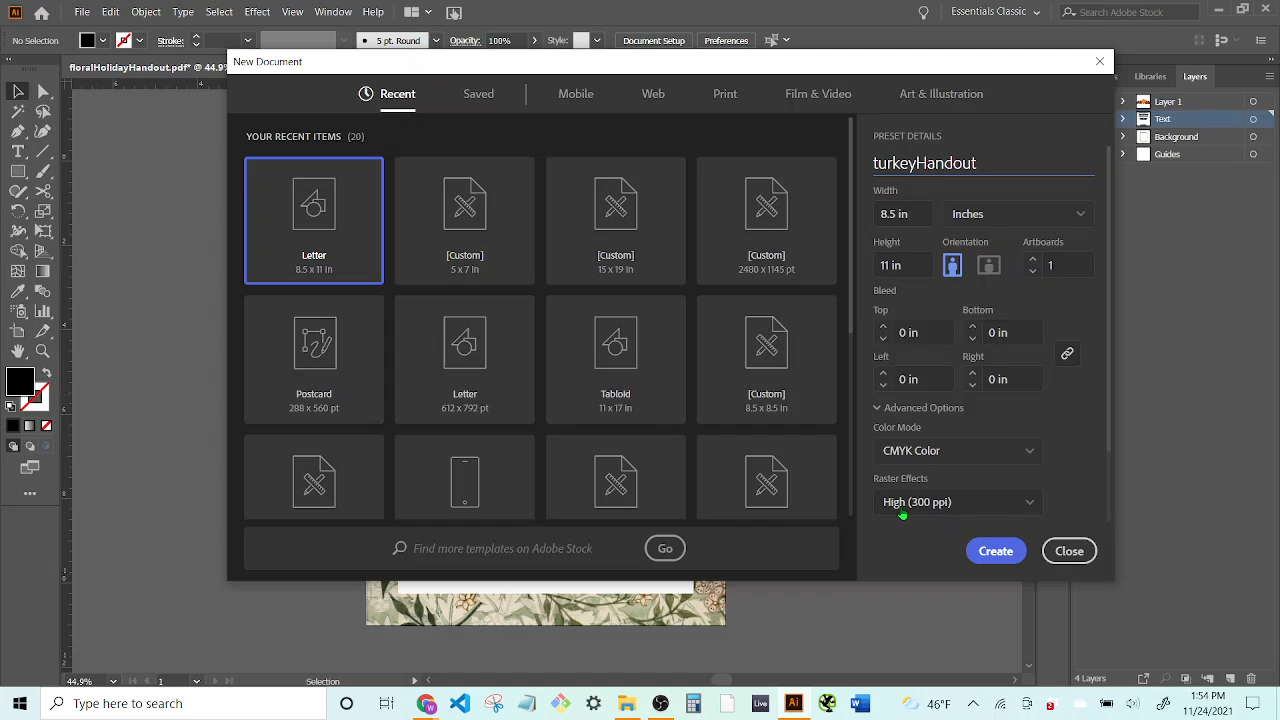 Ai File Edit Object Type Select Effect View Window Help Essentials Classic Search Adobe Stock
No Selection Stroke: 5 pt. Round Opacity: 100% Style: Document Setup Preferences
floralHolidayHandout.pdf* @ 44.9%
New Document
Libraries Layers
Recent Saved Mobile Web Print Film & Video Art & Illustration
Layer 1
Text
Background
Guides
YOUR RECENT ITEMS (20)
Letter
8.5 x 11 in
[Custom]
5 x 7 in
[Custom]
15 x 19 in
[Custom]
2480 x 1145 pt
Postcard
288 x 560 pt
Letter
612 x 792 pt
Tabloid
11 x 17 in
[Custom]
8.5 x 8.5 in
Find more templates on Adobe Stock Go
PRESET DETAILS
turkeyHandout
Width
8.5 in Inches
Height Orientation Artboards
11 in 1
Bleed
Top Bottom
0 in 0 in
Left Right
0 in 0 in
Advanced Options
Color Mode
CMYK Color
Raster Effects
High (300 ppi)
Create Close
44.9% 1 Selection 4 Layers
Type here to search Live Ai 46°F 1:54 PM
11/24/2021